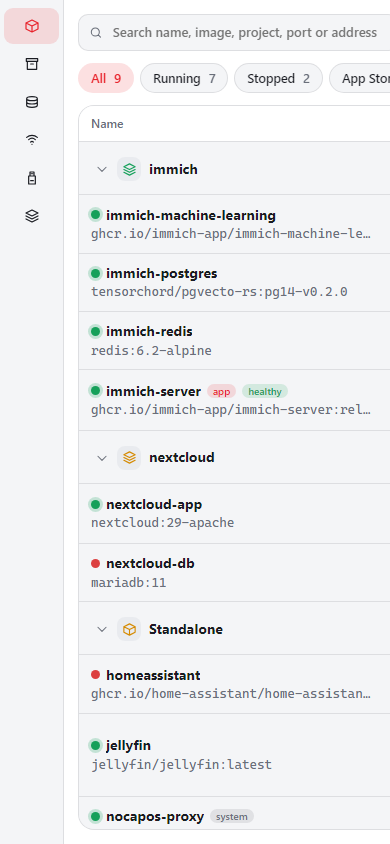 Search name, image, project, port or address
All 9 Running 7 Stopped 2 App Stor
Name
immich
immich-machine-learning
ghcr.io/immich-app/immich-machine-le…
immich-postgres
tensorchord/pgvecto-rs:pg14-v0.2.0
immich-redis
redis:6.2-alpine
immich-server app healthy
ghcr.io/immich-app/immich-server:rel…
nextcloud
nextcloud-app
nextcloud:29-apache
nextcloud-db
mariadb:11
Standalone
homeassistant
ghcr.io/home-assistant/home-assistan…
jellyfin
jellyfin/jellyfin:latest
nocapos-proxy system